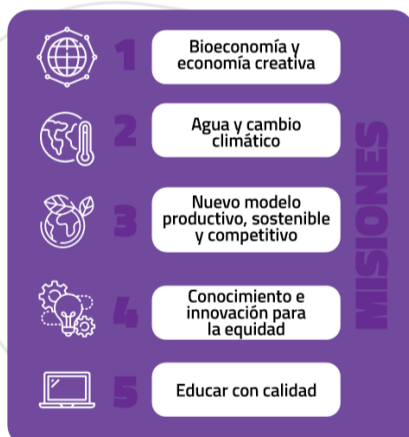 1
Bioeconomía y
economía creativa
2
Agua y cambio
climático
3
Nuevo modelo
productivo, sostenible
y competitivo
4
Conocimiento e
innovación para
la equidad
5
Educar con calidad
MISIONES